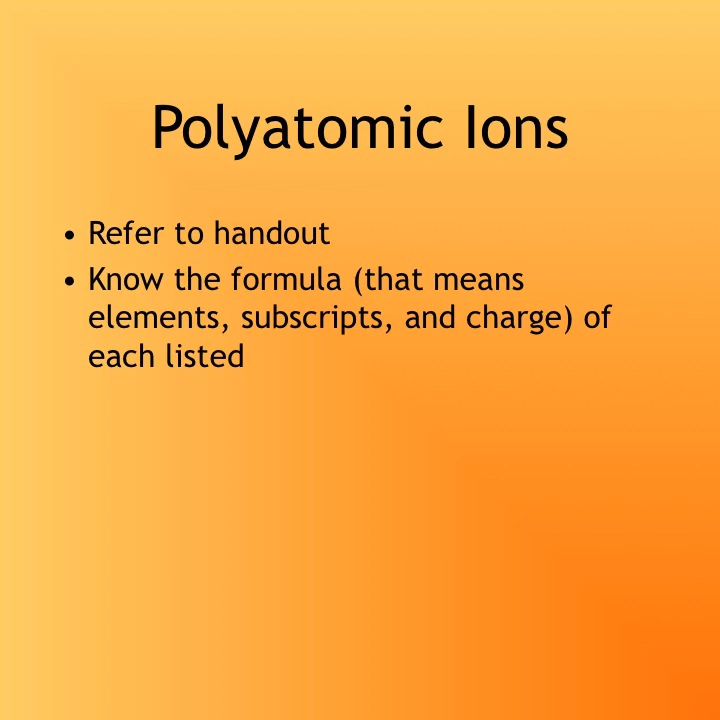 Polyatomic Ions
• Refer to handout
• Know the formula (that means
elements, subscripts, and charge) of
each listed